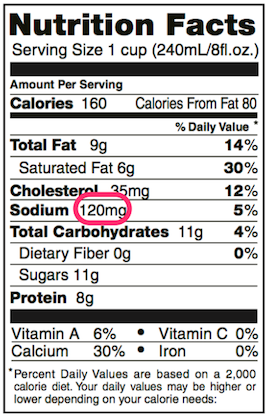 Nutrition Facts
Serving Size 1 cup (240mL/8fl.oz.)
Amount Per Serving
Calories 160 Calories From Fat 80
% Daily Value *
Total Fat 9g 14%
Saturated Fat 6g 30%
Cholesterol 35mg 12%
Sodium 120mg 5%
Total Carbohydrates 11g 4%
Dietary Fiber 0g 0%
Sugars 11g
Protein 8g
Vitamin A 6% • Vitamin C 0%
Calcium 30% • Iron 0%
*Percent Daily Values are based on a 2,000
calorie diet. Your daily values may be higher or
lower depending on your calorie needs: